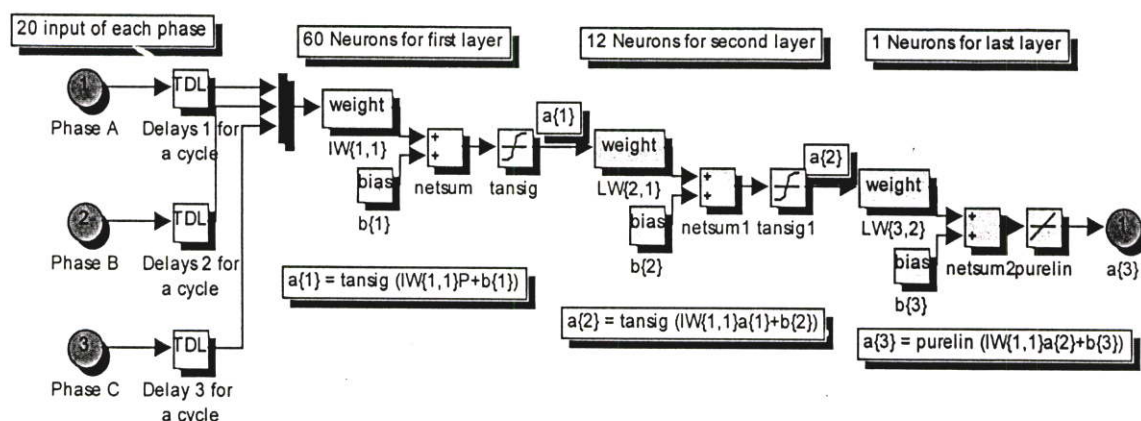 20 input of each phase
60 Neurons for first layer
12 Neurons for second layer
1 Neurons for last layer
1
Phase A
TDL
Delays 1 for
a cycle
2
Phase B
TDL
Delays 2 for
a cycle
3
Phase C
TDL
Delay 3 for
a cycle
weight
IW{1,1}
bias
b{1}
+
+
netsum
tansig
a{1}
weight
LW{2,1}
bias
b{2}
+
+
netsum1
tansig1
a{2}
weight
LW{3,2}
bias
b{3}
+
+
netsum2
purelin
1
a{3}
a{1} = tansig (IW{1,1}P+b{1})
a{2} = tansig (IW{1,1}a{1}+b{2})
a{3} = purelin (IW{1,1}a{2}+b{3})